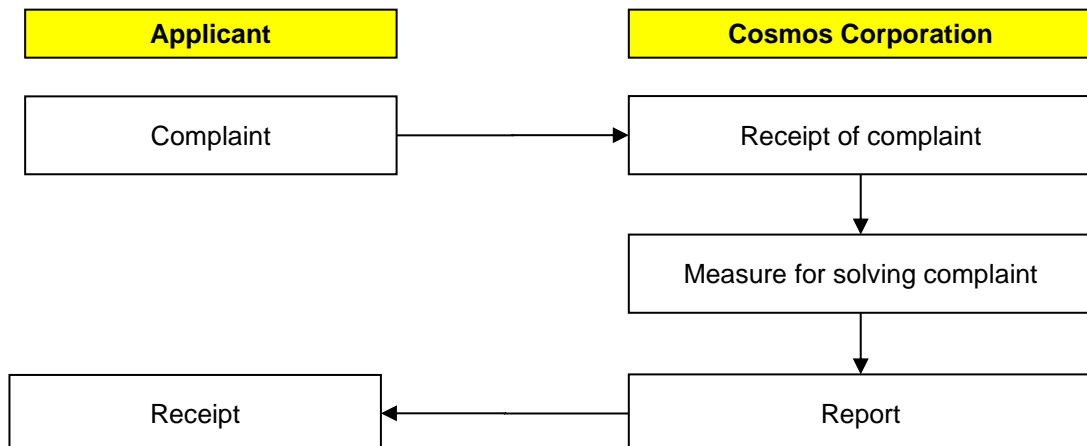 Applicant
Cosmos Corporation
Complaint
Receipt of complaint
Measure for solving complaint
Receipt
Report